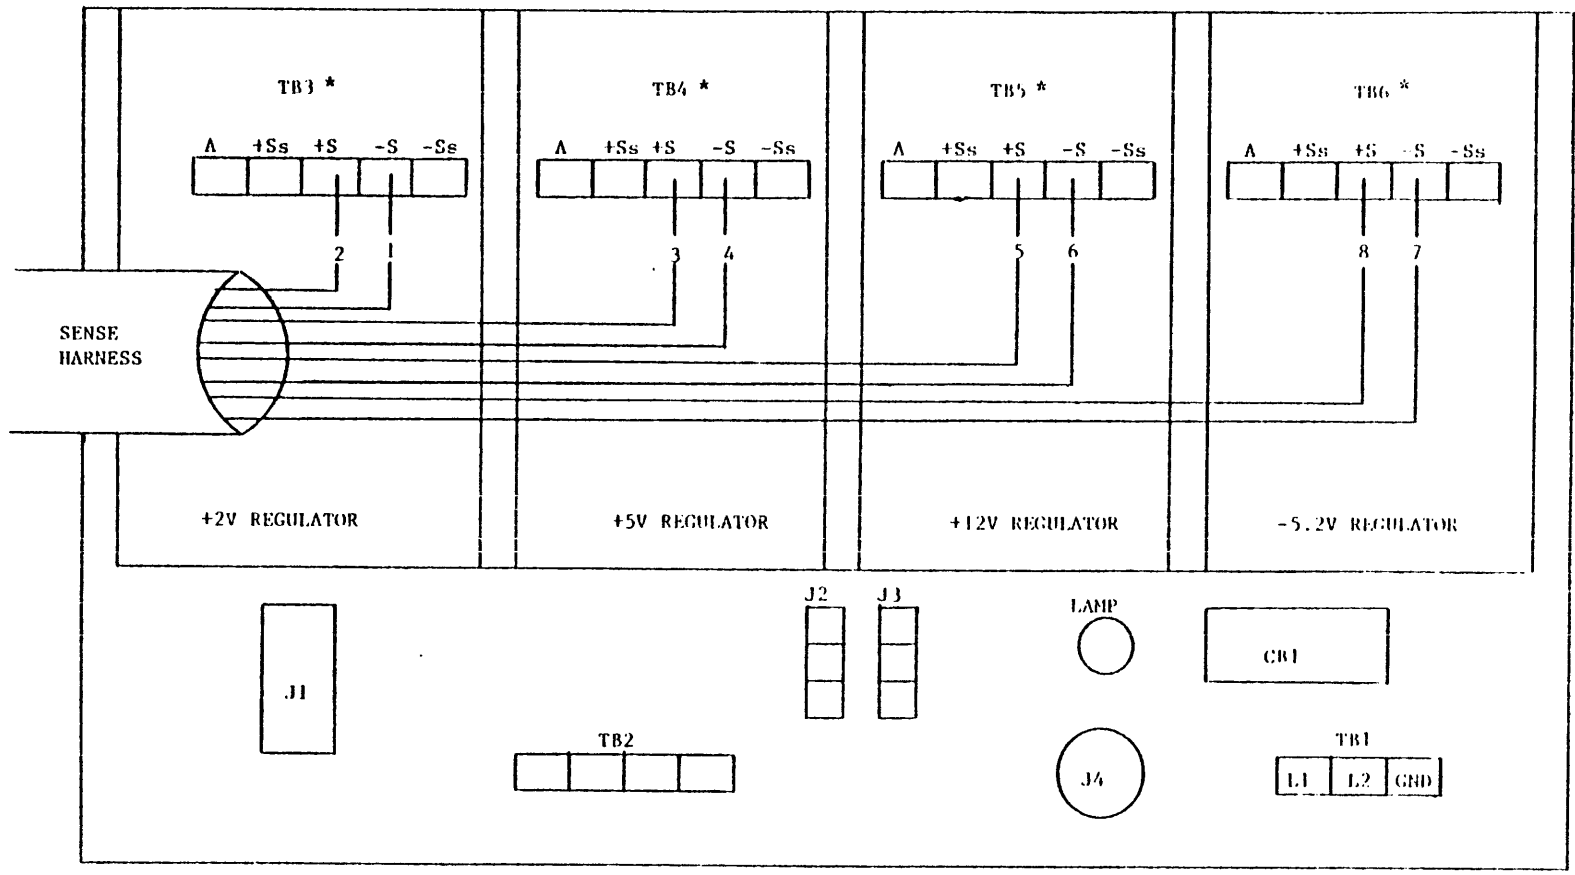 TB3 * TB4 * TB5 * TB6 *
A +Ss +S -S -Ss A +Ss +S -S -Ss A +Ss +S -S -Ss A +Ss +S -S -Ss
2 1 3 4 5 6 8 7
SENSE
HARNESS
+2V REGULATOR +5V REGULATOR +12V REGULATOR -5.2V REGULATOR
J2 J3 LAMP
CB1
J1
TB2 TB1
J4 L1 L2 GND